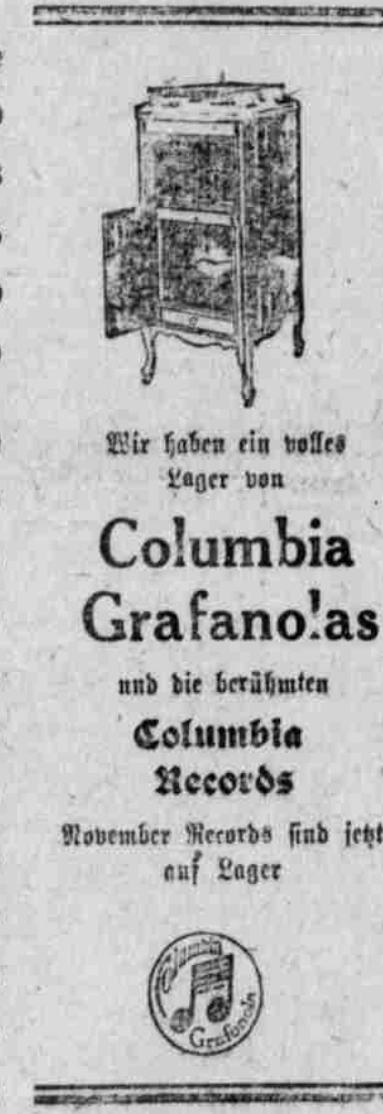 Wir haben ein volles
Lager von
Columbia
Grafanolas
und die berühmten
Columbia
Records
November Records sind jetzt
auf Lager
Columbia
Grafonola